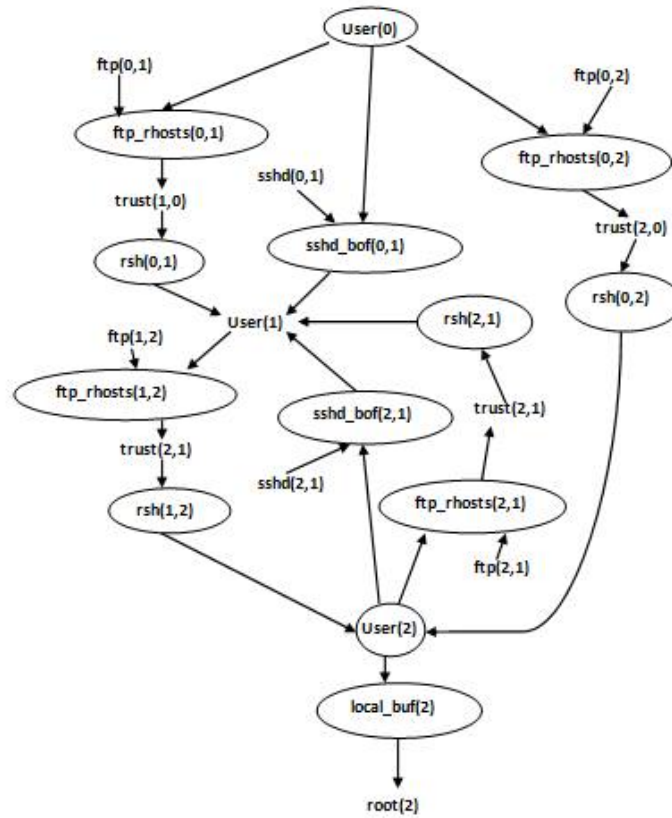 User(0)
ftp(0,1)
ftp(0,2)
ftp_rhosts(0,1)
ftp_rhosts(0,2)
sshd(0,1)
trust(1,0)
trust(2,0)
sshd_bof(0,1)
rsh(0,1)
rsh(0,2)
rsh(2,1)
User(1)
ftp(1,2)
ftp_rhosts(1,2)
sshd_bof(2,1)
trust(2,1)
trust(2,1)
sshd(2,1)
rsh(1,2)
ftp_rhosts(2,1)
ftp(2,1)
User(2)
local_buf(2)
root(2)